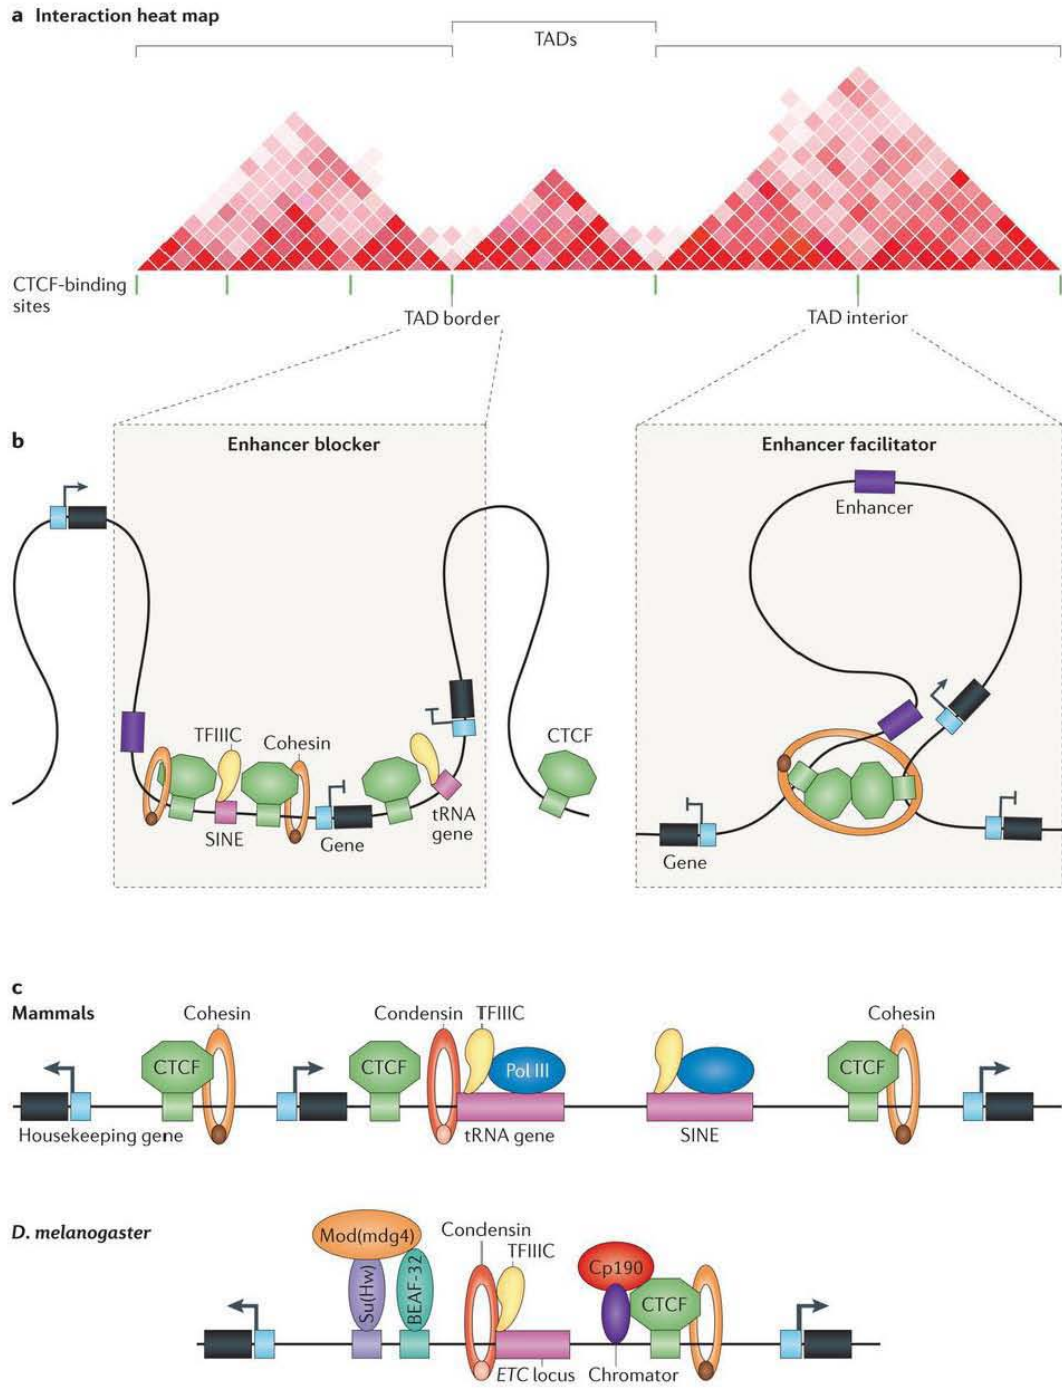 a Interaction heat map
TADs
CTCF-binding
sites
TAD border
TAD interior
b
Enhancer blocker
Enhancer facilitator
Enhancer
TFIIIC
Cohesin
CTCF
SINE
Gene
tRNA
gene
Gene
c
Mammals
Cohesin
Condensin
TFIIIC
Cohesin
CTCF
CTCF
Pol III
CTCF
Housekeeping gene
tRNA gene
SINE
D. melanogaster
Mod(mdg4)
Condensin
TFIIIC
Su(Hw)
BEAF-32
Cp190
CTCF
ETC locus
Chromator